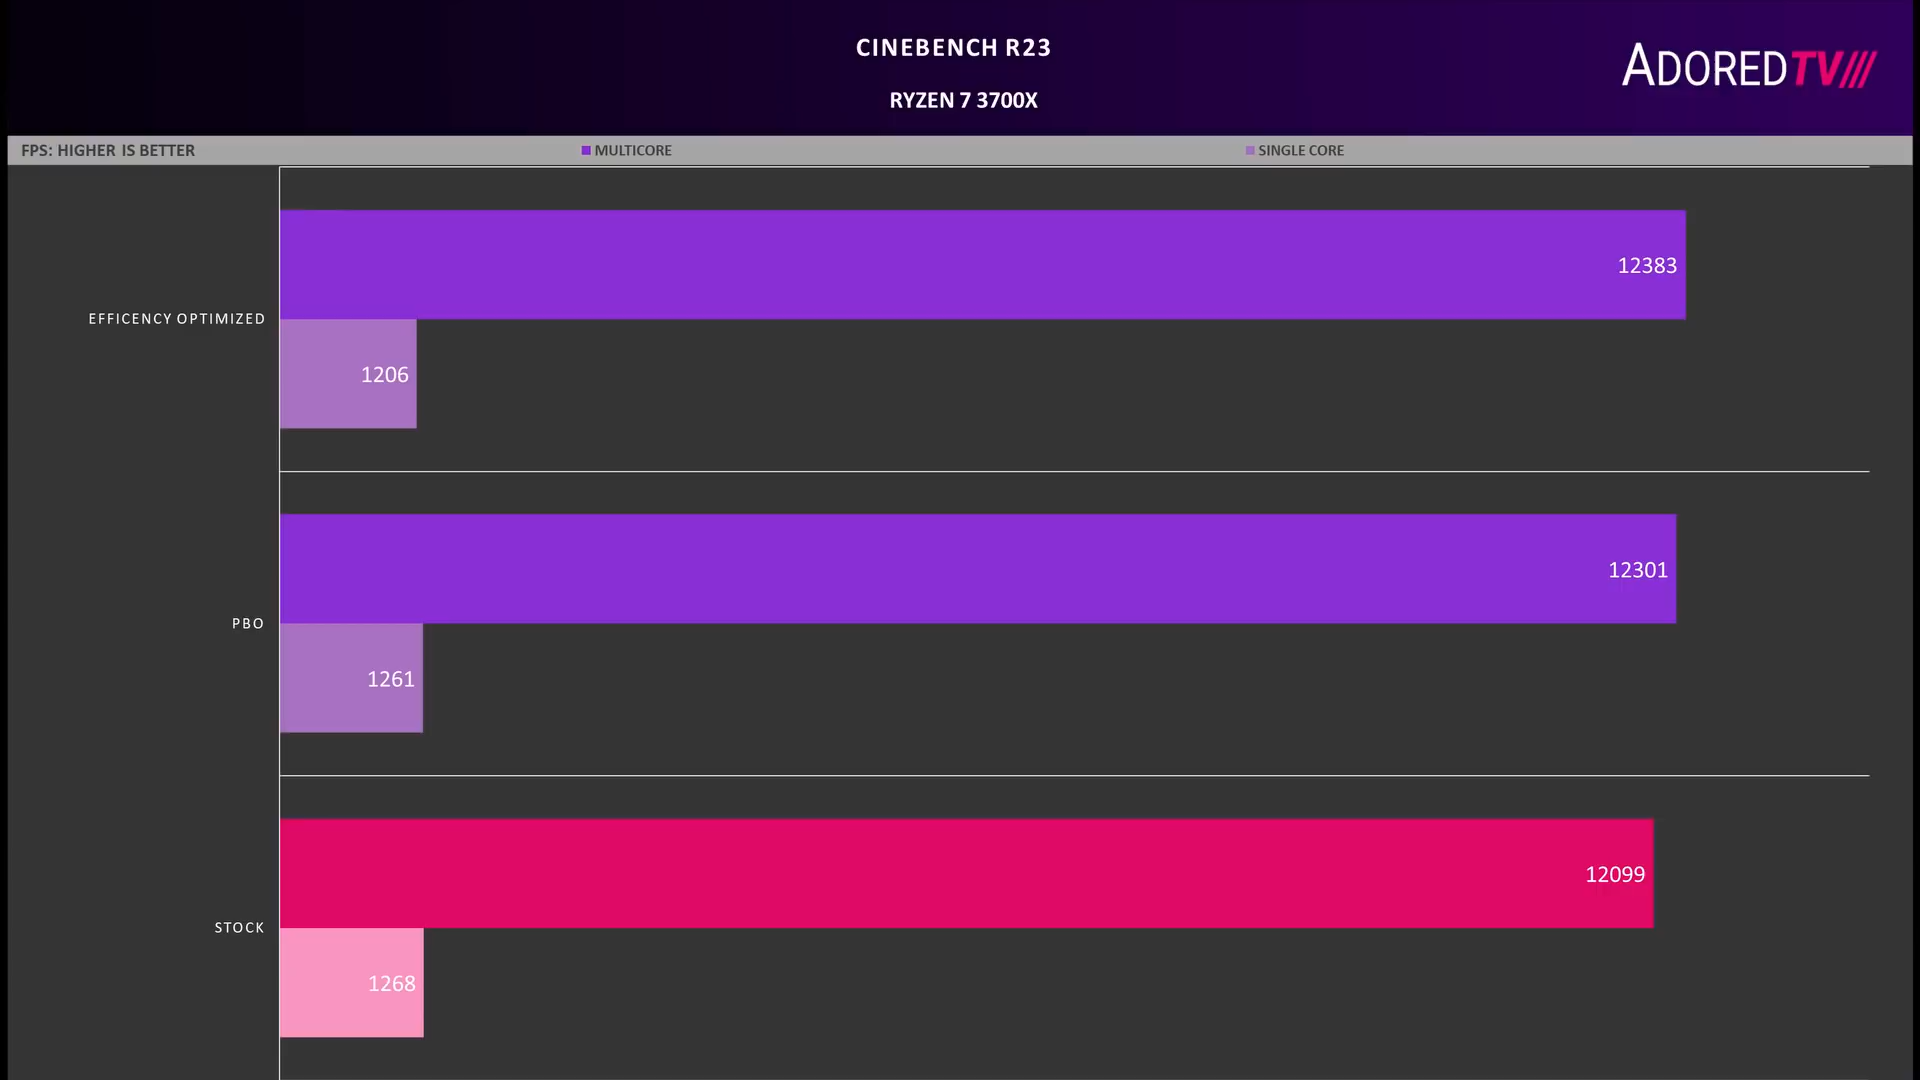 CINEBENCH R23
RYZEN 7 3700X
ADOREDTV///
FPS: HIGHER IS BETTER
MULTICORE
SINGLE CORE
12383
EFFICENCY OPTIMIZED
1206
12301
PBO
1261
12099
STOCK
1268